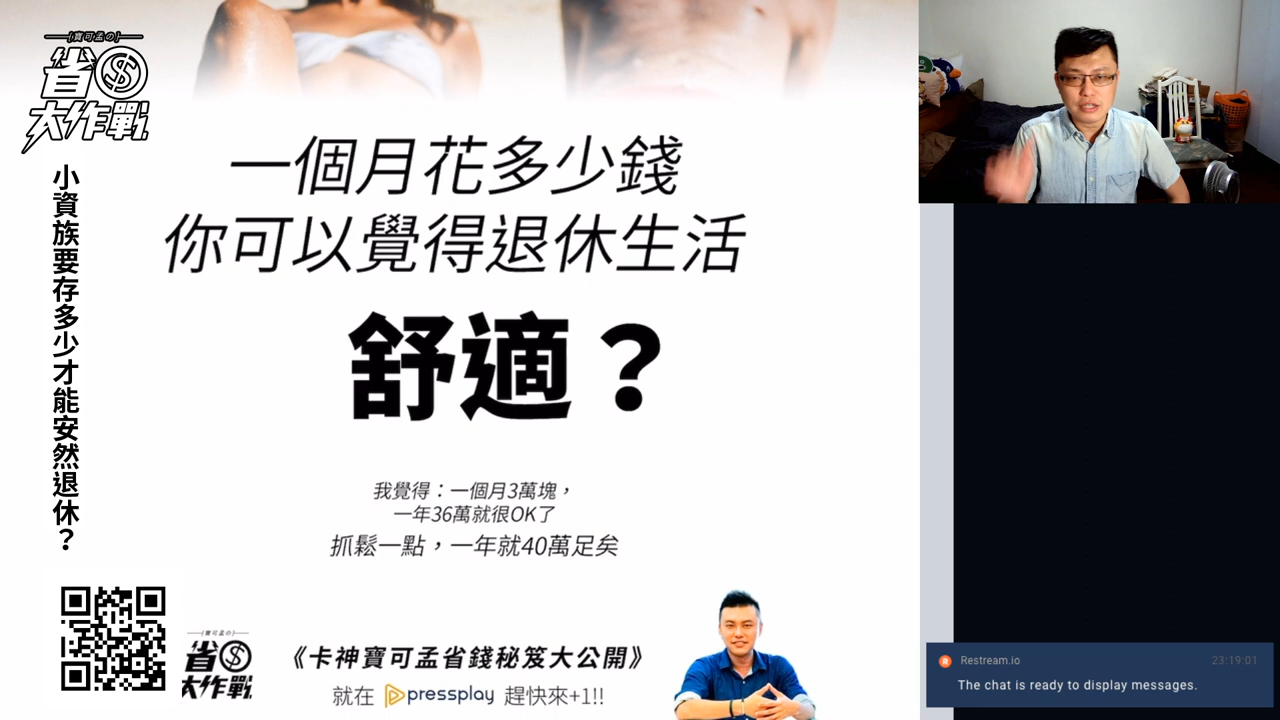 寶可孟の
省$
大作戰
小資族要存多少才能安然退休？
一個月花多少錢
你可以覺得退休生活
舒適？
我覺得：一個月3萬塊，
一年36萬就很OK了
抓鬆一點，一年就40萬足矣
寶可孟の
省$
大作戰
《卡神寶可孟省錢秘笈大公開》
就在 pressplay 趕快來+1!!
Restream.io 23:19:01
The chat is ready to display messages.